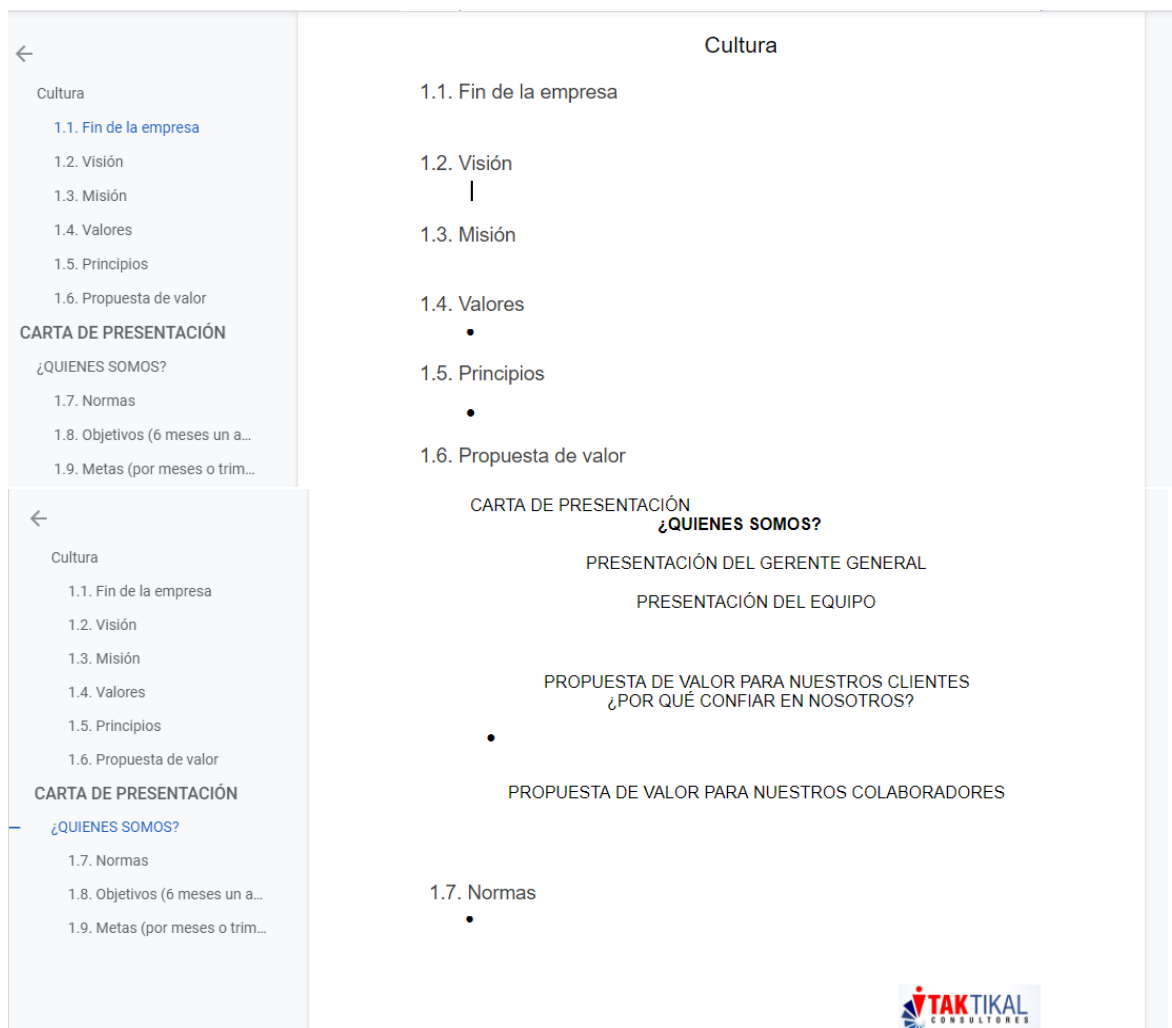 Cultura
1.1. Fin de la empresa
1.2. Visión
1.3. Misión
1.4. Valores
1.5. Principios
1.6. Propuesta de valor
CARTA DE PRESENTACIÓN
¿QUIENES SOMOS?
1.7. Normas
1.8. Objetivos (6 meses un a...
1.9. Metas (por meses o trim...
Cultura
1.1. Fin de la empresa
1.2. Visión
1.3. Misión
1.4. Valores
•
1.5. Principios
•
1.6. Propuesta de valor
Cultura
1.1. Fin de la empresa
1.2. Visión
1.3. Misión
1.4. Valores
1.5. Principios
1.6. Propuesta de valor
CARTA DE PRESENTACIÓN
¿QUIENES SOMOS?
1.7. Normas
1.8. Objetivos (6 meses un a...
1.9. Metas (por meses o trim...
CARTA DE PRESENTACIÓN
¿QUIENES SOMOS?
PRESENTACIÓN DEL GERENTE GENERAL
PRESENTACIÓN DEL EQUIPO
PROPUESTA DE VALOR PARA NUESTROS CLIENTES
¿POR QUÉ CONFIAR EN NOSOTROS?
•
PROPUESTA DE VALOR PARA NUESTROS COLABORADORES
1.7. Normas
•
TAKTIKAL
CONSULTORES